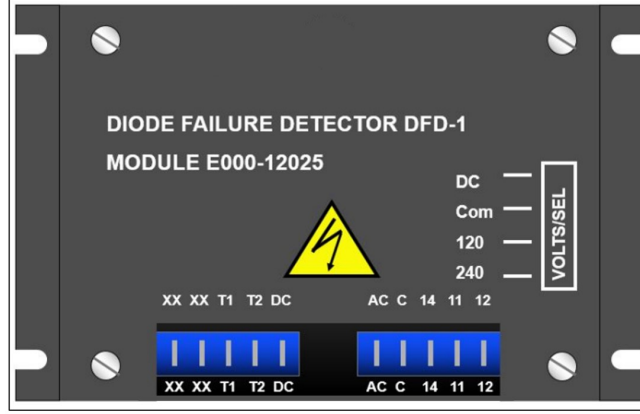 DIODE FAILURE DETECTOR DFD-1
MODULE E000-12025
DC
Com
120
240
VOLTS/SEL
XX XX T1 T2 DC
AC C 14 11 12
XX XX T1 T2 DC
AC C 14 11 12